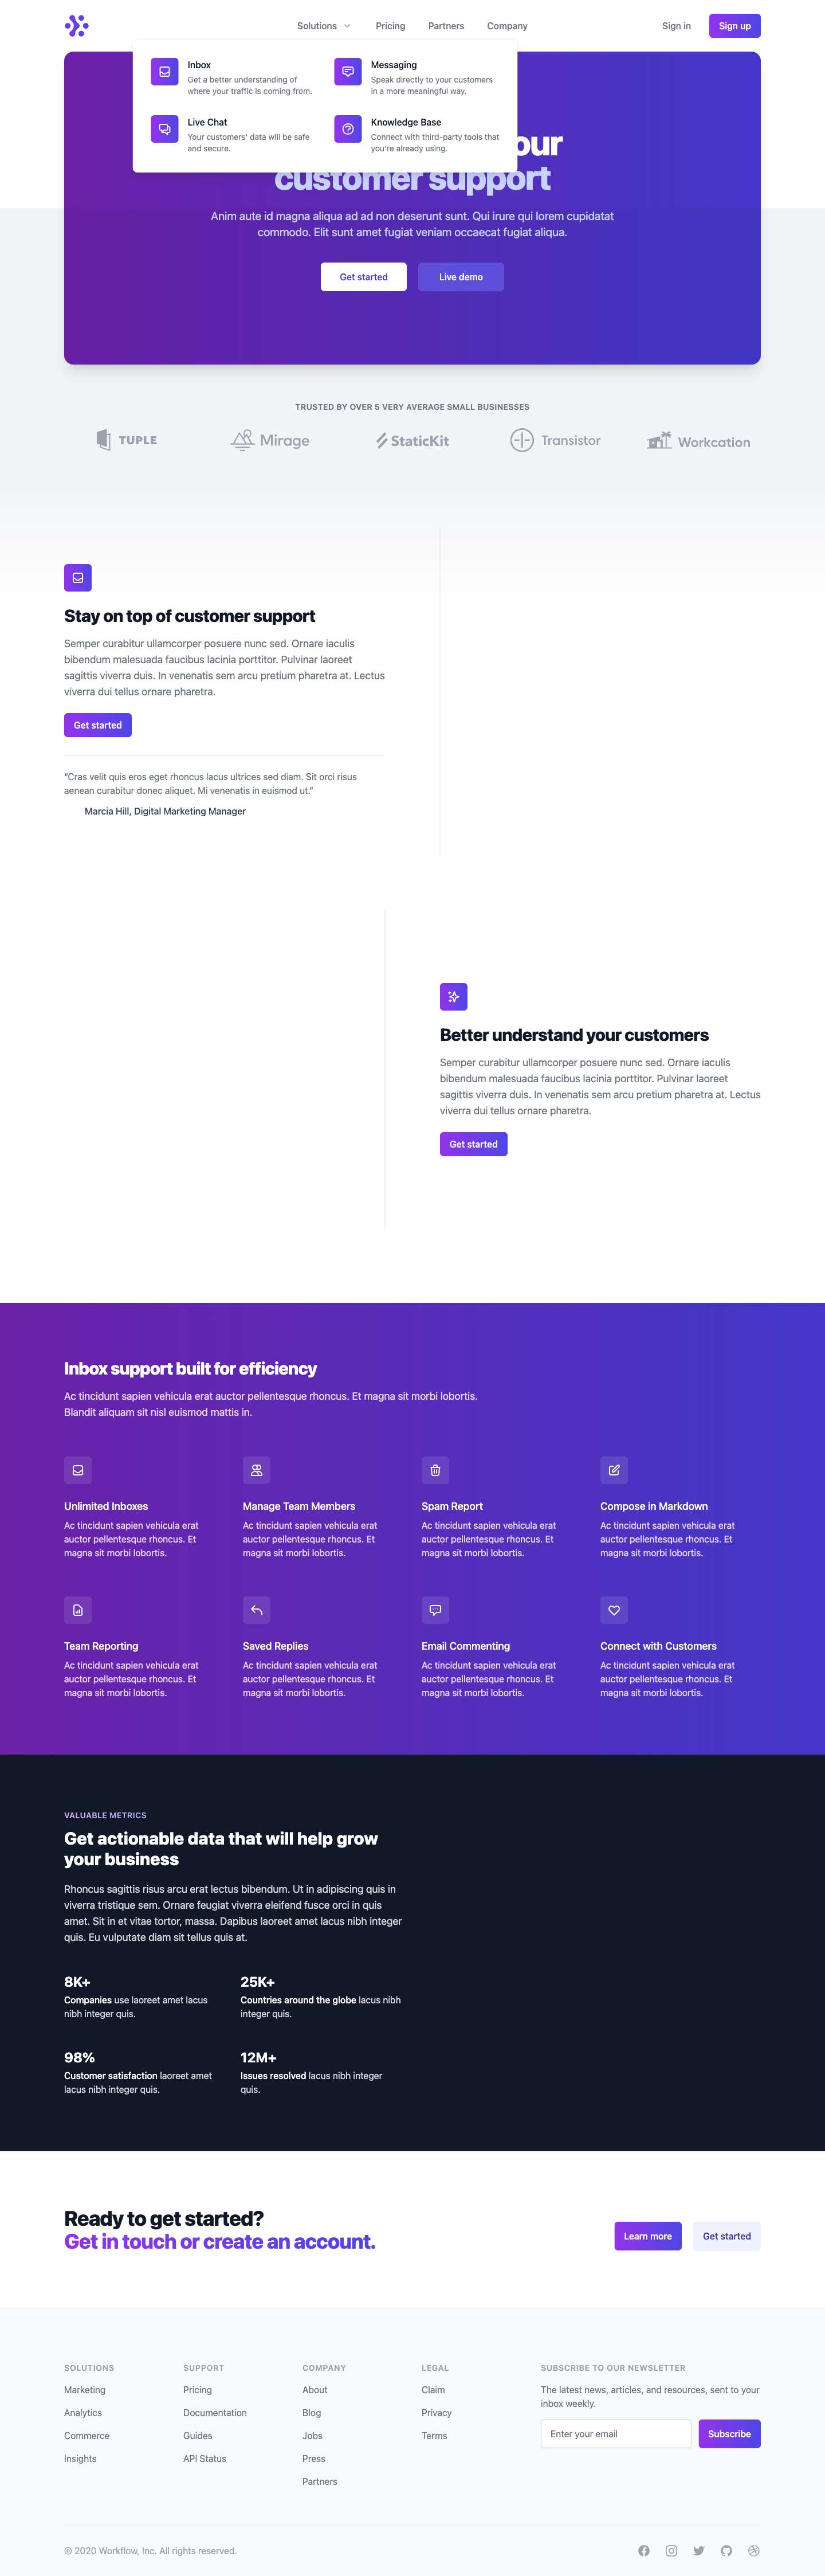 Solutions
Pricing
Partners
Company
Sign in
Sign up
Inbox
Get a better understanding of
where your traffic is coming from.
Messaging
Speak directly to your customers
in a more meaningful way.
Live Chat
Your customers' data will be safe
and secure.
Knowledge Base
Connect with third-party tools that
you're already using.
our
customer support
Anim aute id magna aliqua ad ad non deserunt sunt. Qui irure qui lorem cupidatat
commodo. Elit sunt amet fugiat veniam occaecat fugiat aliqua.
Get started
Live demo
TRUSTED BY OVER 5 VERY AVERAGE SMALL BUSINESSES
TUPLE
Mirage
StaticKit
Transistor
Workcation
Stay on top of customer support
Semper curabitur ullamcorper posuere nunc sed. Ornare iaculis
bibendum malesuada faucibus lacinia porttitor. Pulvinar laoreet
sagittis viverra duis. In venenatis sem arcu pretium pharetra at. Lectus
viverra dui tellus ornare pharetra.
Get started
“Cras velit quis eros eget rhoncus lacus ultrices sed diam. Sit orci risus
aenean curabitur donec aliquet. Mi venenatis in euismod ut.”
Marcia Hill, Digital Marketing Manager
Better understand your customers
Semper curabitur ullamcorper posuere nunc sed. Ornare iaculis
bibendum malesuada faucibus lacinia porttitor. Pulvinar laoreet
sagittis viverra duis. In venenatis sem arcu pretium pharetra at. Lectus
viverra dui tellus ornare pharetra.
Get started
Inbox support built for efficiency
Ac tincidunt sapien vehicula erat auctor pellentesque rhoncus. Et magna sit morbi lobortis.
Blandit aliquam sit nisl euismod mattis in.
Unlimited Inboxes
Ac tincidunt sapien vehicula erat
auctor pellentesque rhoncus. Et
magna sit morbi lobortis.
Manage Team Members
Ac tincidunt sapien vehicula erat
auctor pellentesque rhoncus. Et
magna sit morbi lobortis.
Spam Report
Ac tincidunt sapien vehicula erat
auctor pellentesque rhoncus. Et
magna sit morbi lobortis.
Compose in Markdown
Ac tincidunt sapien vehicula erat
auctor pellentesque rhoncus. Et
magna sit morbi lobortis.
Team Reporting
Ac tincidunt sapien vehicula erat
auctor pellentesque rhoncus. Et
magna sit morbi lobortis.
Saved Replies
Ac tincidunt sapien vehicula erat
auctor pellentesque rhoncus. Et
magna sit morbi lobortis.
Email Commenting
Ac tincidunt sapien vehicula erat
auctor pellentesque rhoncus. Et
magna sit morbi lobortis.
Connect with Customers
Ac tincidunt sapien vehicula erat
auctor pellentesque rhoncus. Et
magna sit morbi lobortis.
VALUABLE METRICS
Get actionable data that will help grow
your business
Rhoncus sagittis risus arcu erat lectus bibendum. Ut in adipiscing quis in
viverra tristique sem. Ornare feugiat viverra eleifend fusce orci in quis
amet. Sit in et vitae tortor, massa. Dapibus laoreet amet lacus nibh integer
quis. Eu vulputate diam sit tellus quis at.
8K+
Companies use laoreet amet lacus
nibh integer quis.
25K+
Countries around the globe lacus nibh
integer quis.
98%
Customer satisfaction laoreet amet
lacus nibh integer quis.
12M+
Issues resolved lacus nibh integer
quis.
Ready to get started?
Get in touch or create an account.
Learn more
Get started
SOLUTIONS
Marketing
Analytics
Commerce
Insights
SUPPORT
Pricing
Documentation
Guides
API Status
COMPANY
About
Blog
Jobs
Press
Partners
LEGAL
Claim
Privacy
Terms
SUBSCRIBE TO OUR NEWSLETTER
The latest news, articles, and resources, sent to your
inbox weekly.
Enter your email
Subscribe
© 2020 Workflow, Inc. All rights reserved.